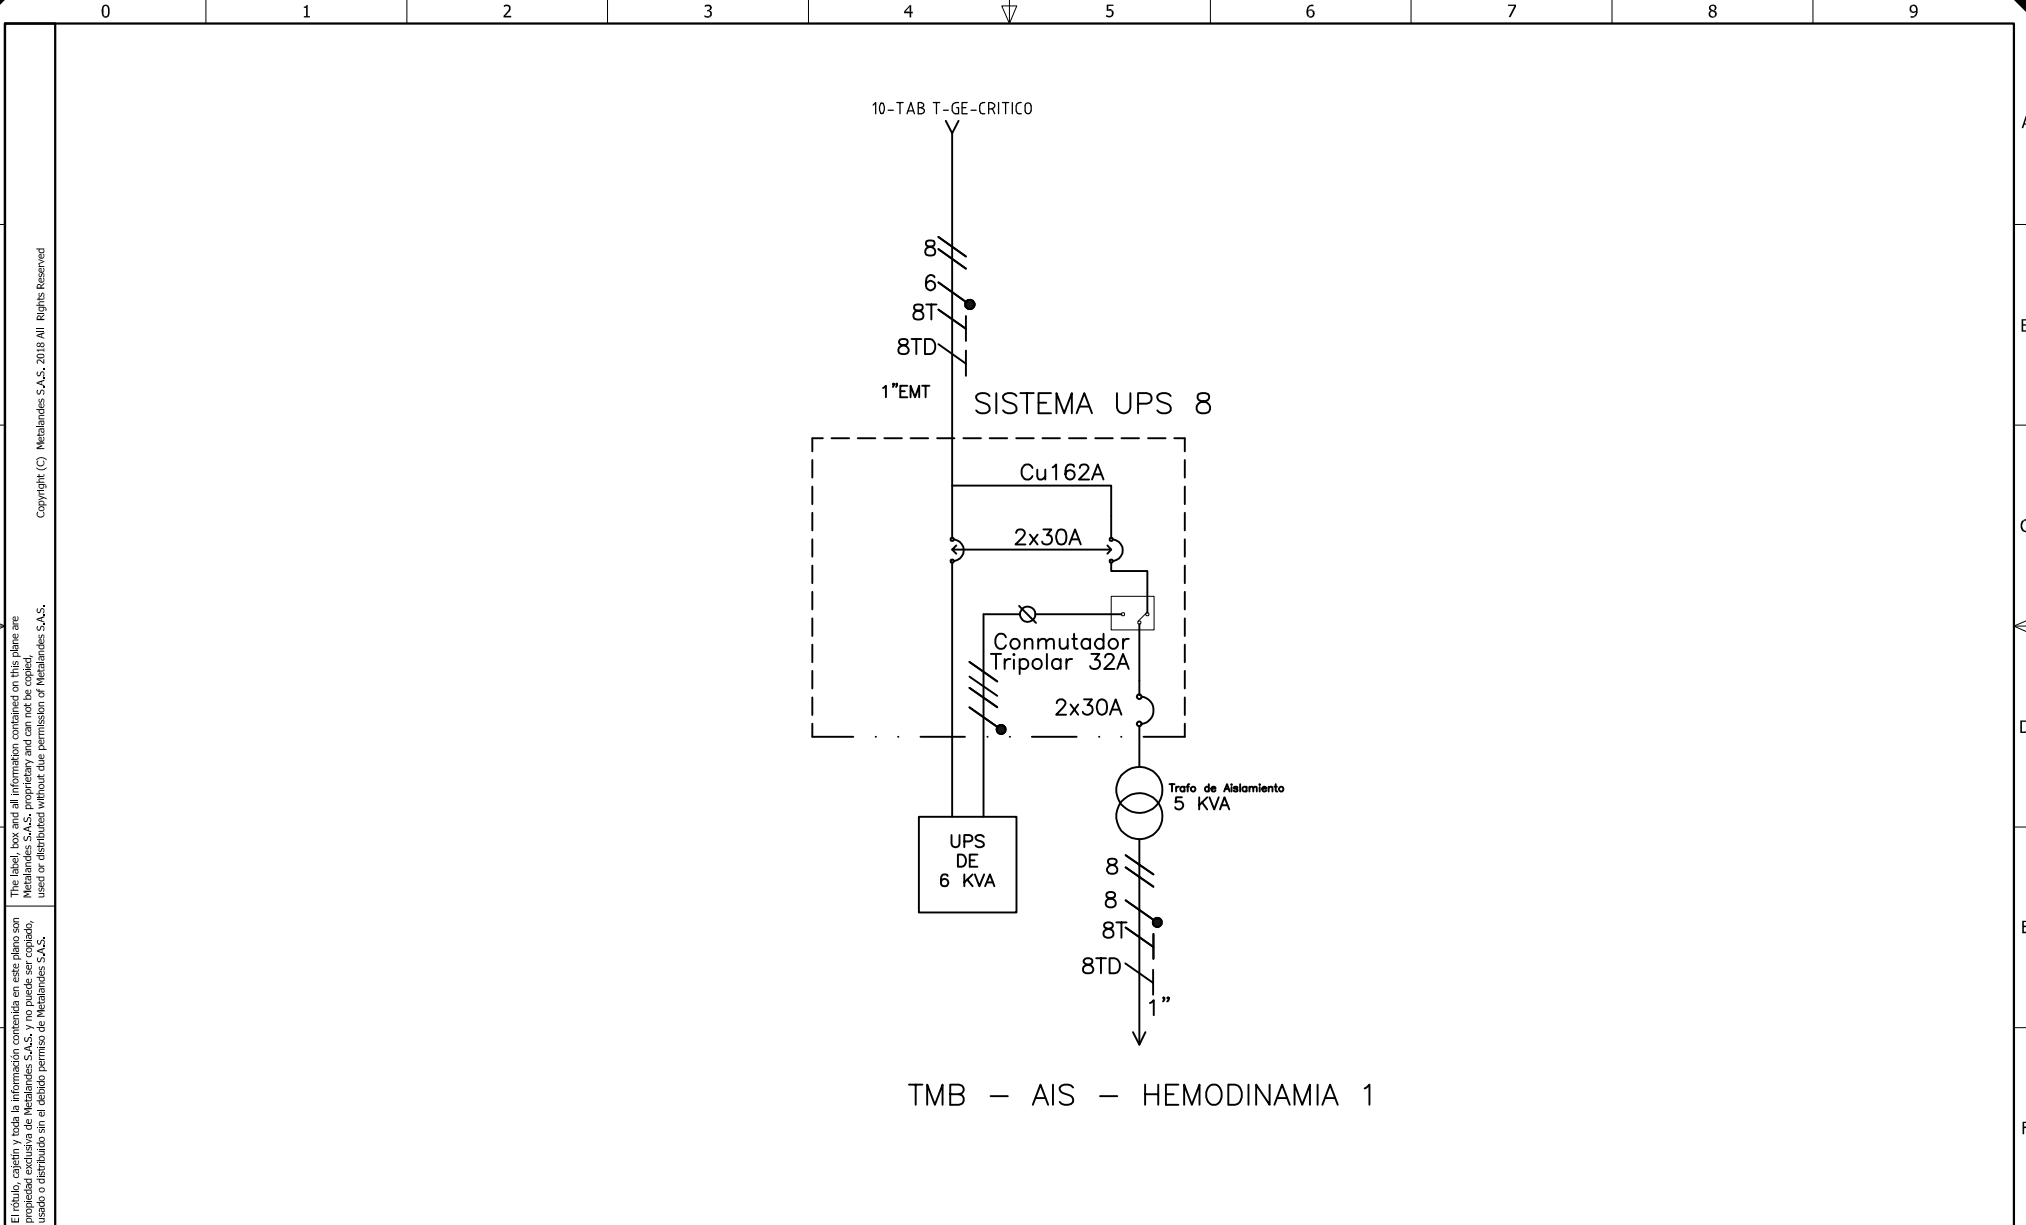 0 1 2 3 4 5 6 7 8 9
10-TAB T-GE-CRITICO
8
6
8T
8TD
1"EMT
SISTEMA UPS 8
Cu162A
2x30A
Conmutador
Tripolar 32A
2x30A
Trafo de Aislamiento
5 KVA
UPS
DE
6 KVA
8
8
8T
8TD
1"
TMB - AIS - HEMODINAMIA 1
Copyright (C) Metalandes S.A.S. 2018 All Rights Reserved
The label, box and all information contained on this plane are
Metalandes S.A.S. proprietary and can not be copied,
used or distributed without due permission of Metalandes S.A.S.
El rótulo, cajetín y toda la información contenida en este plano son
propiedad exclusiva de Metalandes S.A.S. y no puede ser copiado,
usado o distribuido sin el debido permiso de Metalandes S.A.S.